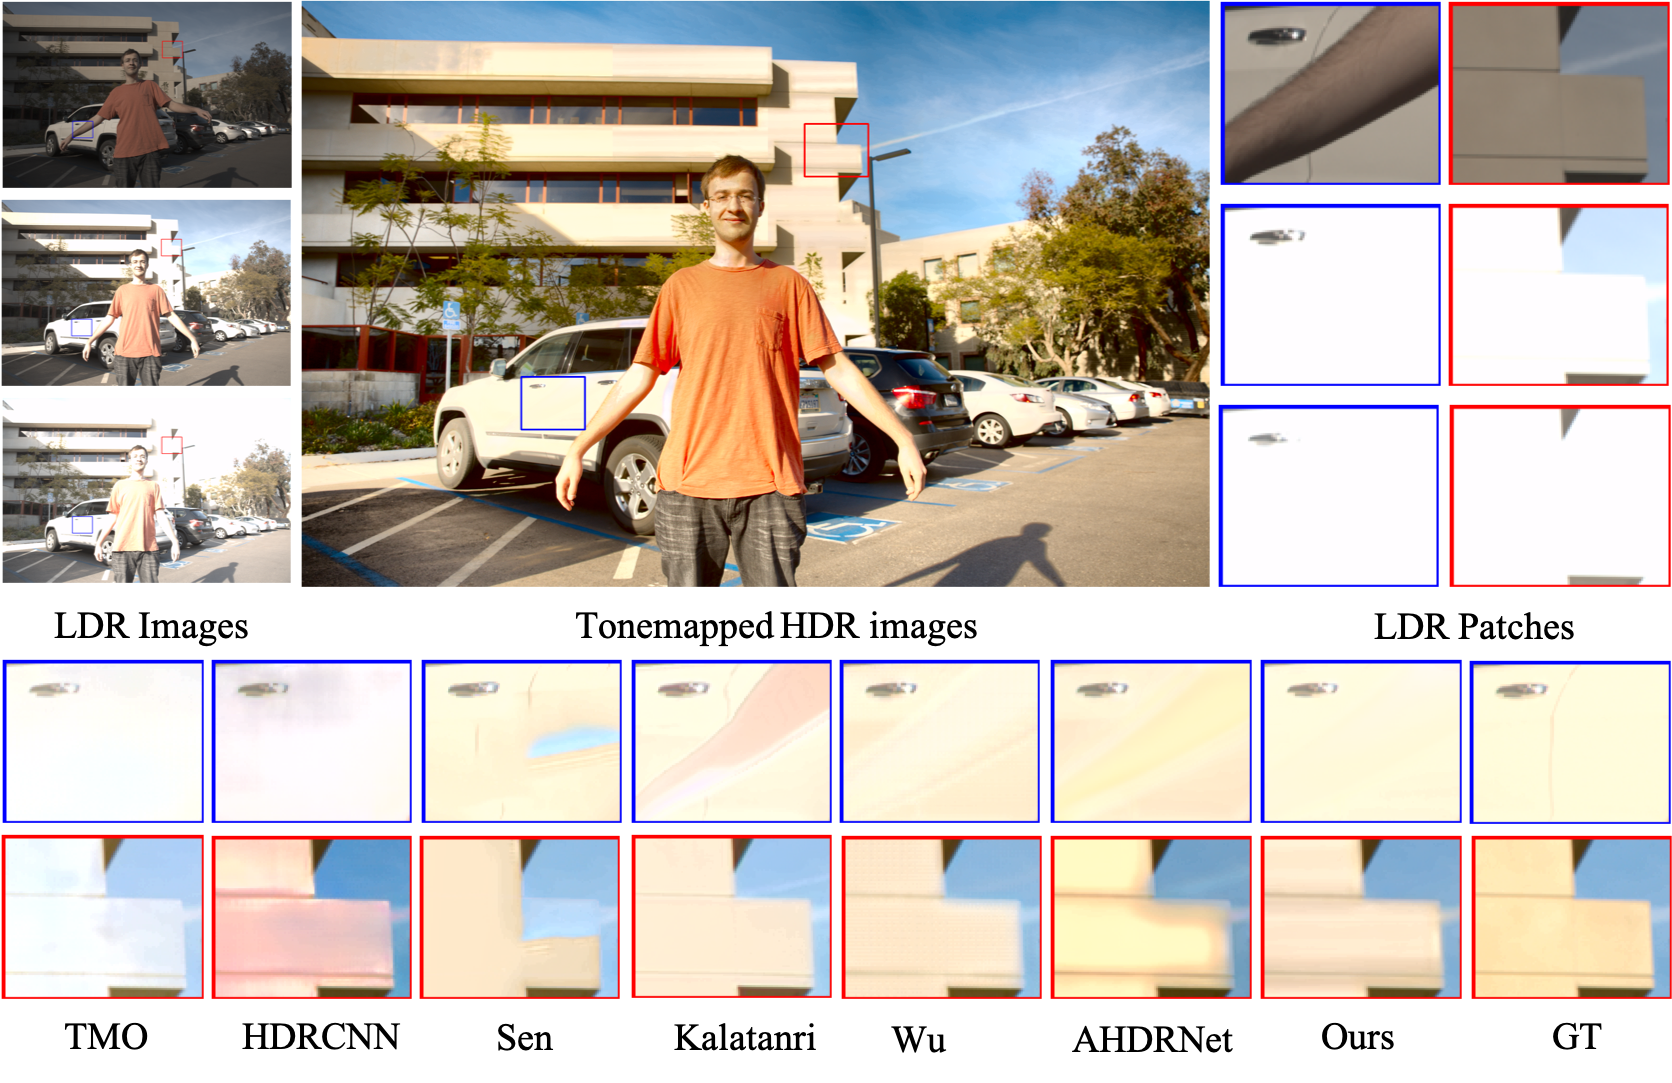 LDR Images
Tonemapped HDR images
LDR Patches
TMO
HDRCNN
Sen
Kalatanri
Wu
AHDRNet
Ours
GT